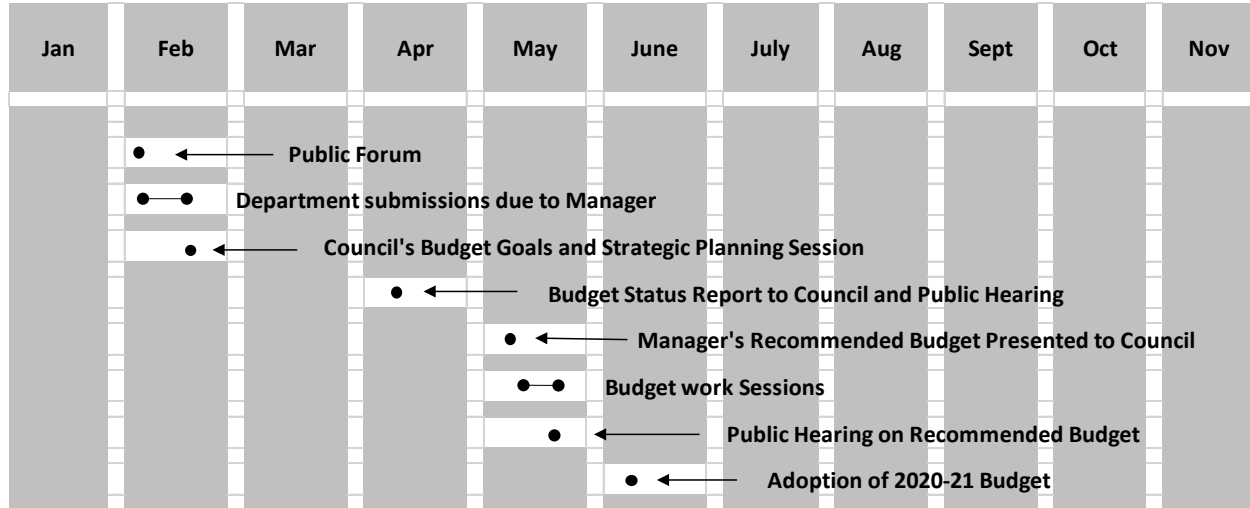 Jan Feb Mar Apr May June July Aug Sept Oct Nov
Public Forum
Department submissions due to Manager
Council's Budget Goals and Strategic Planning Session
Budget Status Report to Council and Public Hearing
Manager's Recommended Budget Presented to Council
Budget work Sessions
Public Hearing on Recommended Budget
Adoption of 2020-21 Budget